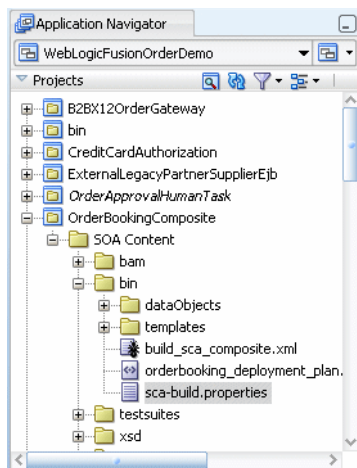 Application Navigator
WebLogicFusionOrderDemo
Projects
B2BX12OrderGateway
bin
CreditCardAuthorization
ExternalLegacyPartnerSupplierEjb
OrderApprovalHumanTask
OrderBookingComposite
SOA Content
bam
bin
dataObjects
templates
build_sca_composite.xml
orderbooking_deployment_plan.
sca-build.properties
testsuites
xsd